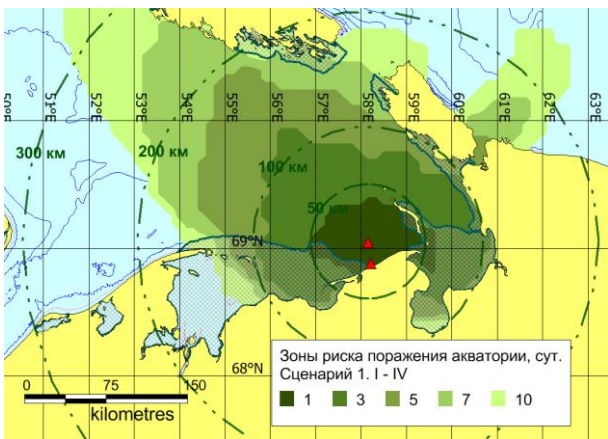 50°E
52°E
53°E
54°E
55°E
56°E
57°E
58°E
59°E
60°E
61°E
62°E
63°E
300 км
200 км
100 км
50 км
69°N
68°N
0 75 150
kilometres
Зоны риска поражения акватории, сут.
Сценарий 1. I - IV
1 3 5 7 10